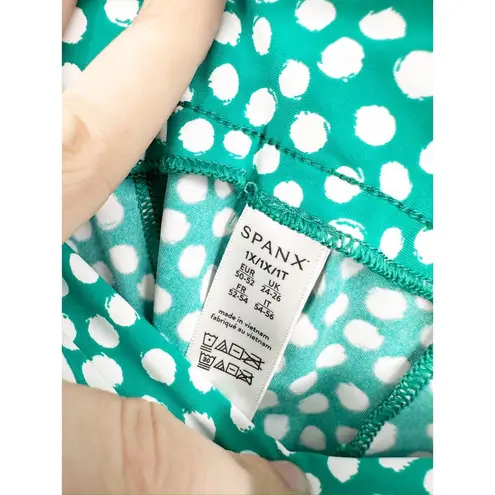 SPANX
1X/1X/1T
EUR UK
50-52 24-26
FR IT
52-54 54-56
made in vietnam
fabriqué au vietnam
30